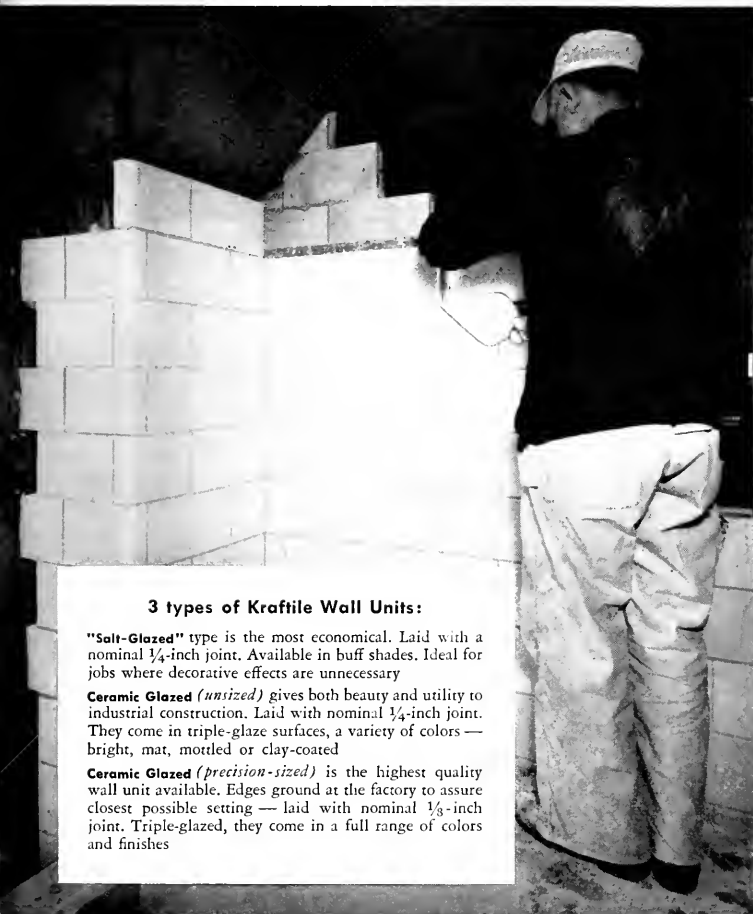 3 types of Kraftile Wall Units:
"Salt-Glazed" type is the most economical. Laid with a
nominal 1/4-inch joint. Available in buff shades. Ideal for
jobs where decorative effects are unnecessary
Ceramic Glazed (unsized) gives both beauty and utility to
industrial construction. Laid with nominal 1/4-inch joint.
They come in triple-glaze surfaces, a variety of colors —
bright, mat, mottled or clay-coated
Ceramic Glazed (precision-sized) is the highest quality
wall unit available. Edges ground at the factory to assure
closest possible setting — laid with nominal 1/8-inch
joint. Triple-glazed, they come in a full range of colors
and finishes